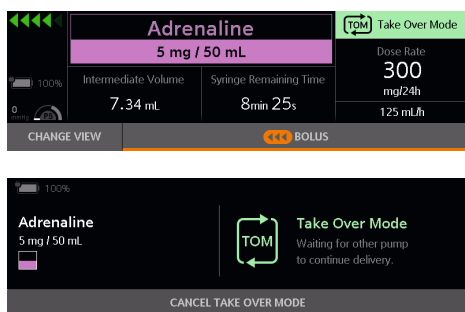 Adrenaline
TOM Take Over Mode
5 mg / 50 mL
Dose Rate
300
mg/24h
125 mL/h
100%
Intermediate Volume
Syringe Remaining Time
7.34 mL
8min 25s
0
mmHg
CHANGE VIEW
BOLUS
100%
Adrenaline
5 mg / 50 mL
TOM
Take Over Mode
Waiting for other pump
to continue delivery.
CANCEL TAKE OVER MODE